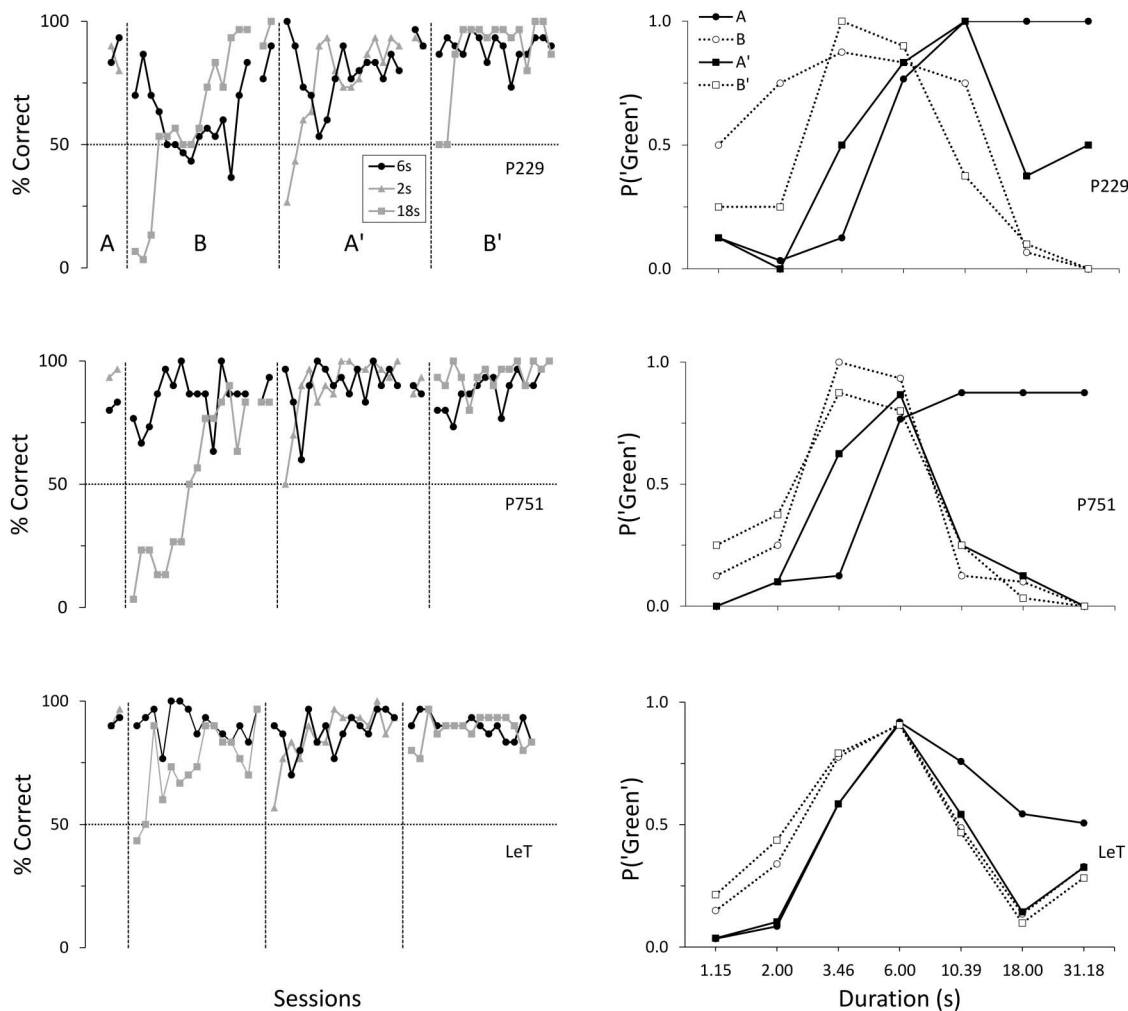 100
% Correct
50
0
A
B
A'
B'
6s
2s
18s
P229
1.0
P('Green')
0.5
0.0
A
B
A'
B'
P229
100
% Correct
50
0
P751
1.0
P('Green')
0.5
0.0
P751
100
% Correct
50
0
LeT
Sessions
1.0
P('Green')
0.5
0.0
LeT
1.15 2.00 3.46 6.00 10.39 18.00 31.18
Duration (s)